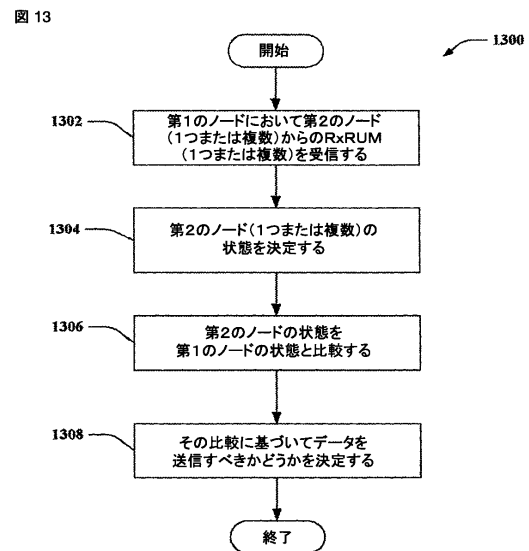 図 13
1300
開始
1302
第1のノードにおいて第2のノード
(1つまたは複数)からのRxRUM
(1つまたは複数)を受信する
1304
第2のノード(1つまたは複数)の
状態を決定する
1306
第2のノードの状態を
第1のノードの状態と比較する
1308
その比較に基づいてデータを
送信すべきかどうかを決定する
終了